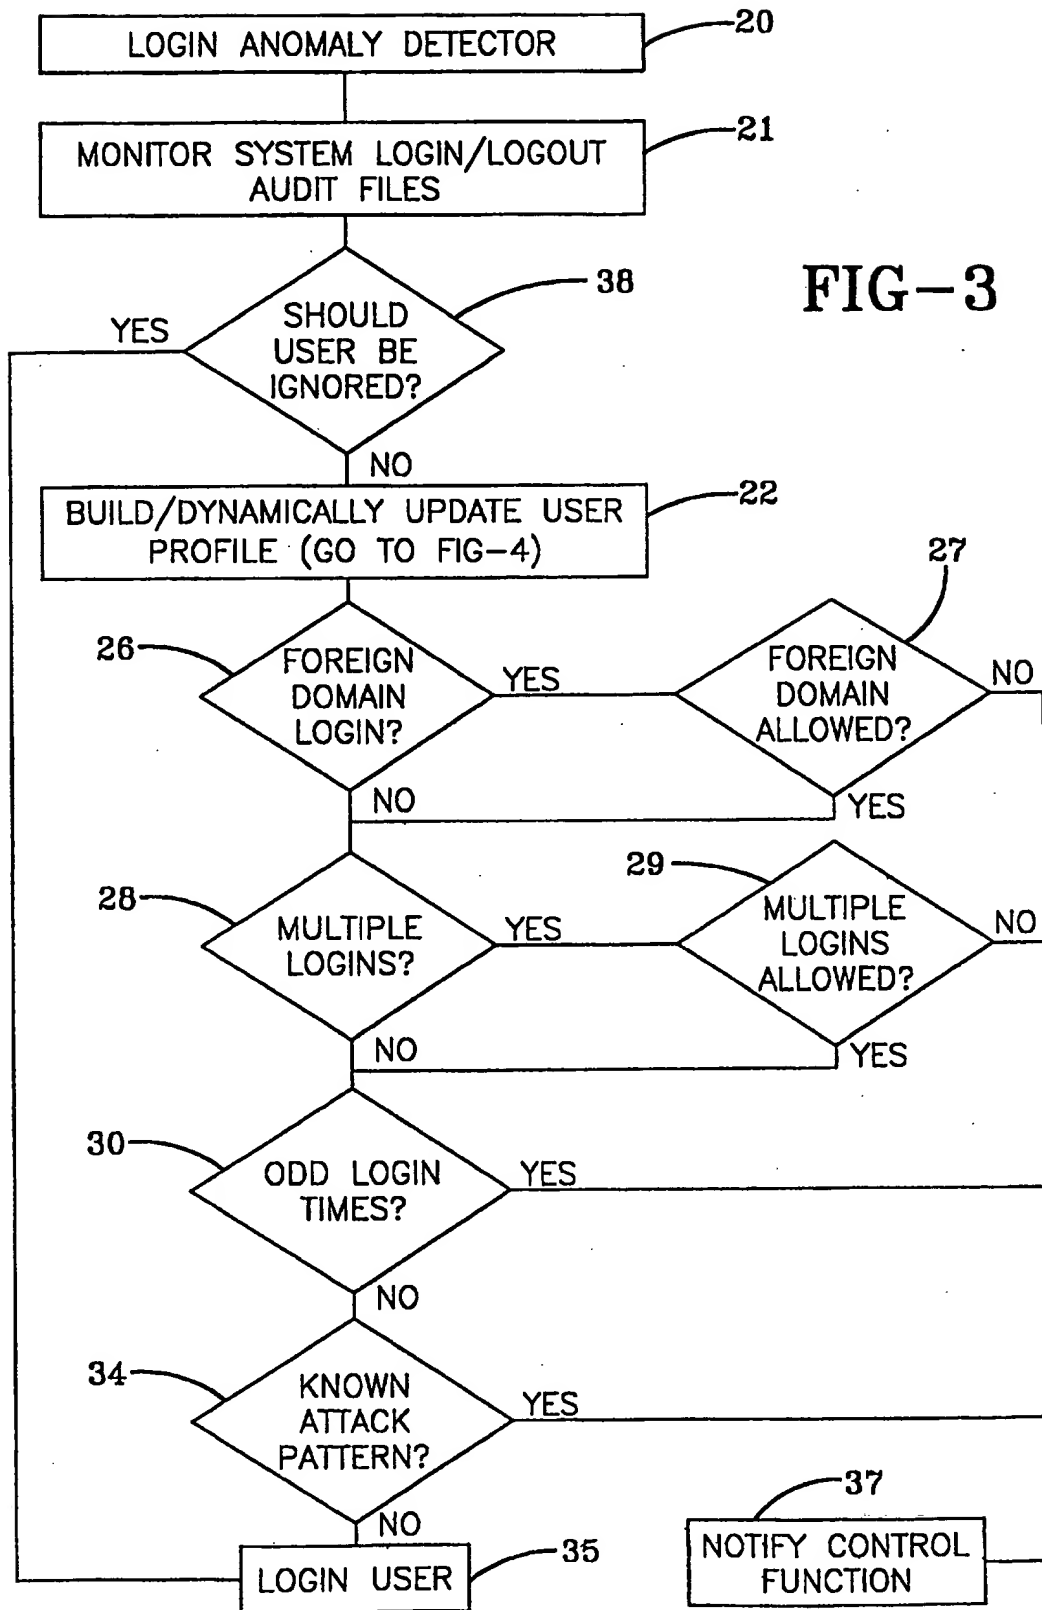 LOGIN ANOMALY DETECTOR
20
MONITOR SYSTEM LOGIN/LOGOUT
AUDIT FILES
21
FIG-3
SHOULD
USER BE
IGNORED?
38
YES
NO
BUILD/DYNAMICALLY UPDATE USER
PROFILE (GO TO FIG-4)
22
26
FOREIGN
DOMAIN
LOGIN?
YES
NO
27
FOREIGN
DOMAIN
ALLOWED?
NO
YES
28
MULTIPLE
LOGINS?
YES
NO
29
MULTIPLE
LOGINS
ALLOWED?
NO
YES
30
ODD LOGIN
TIMES?
YES
NO
34
KNOWN
ATTACK
PATTERN?
YES
NO
LOGIN USER
35
37
NOTIFY CONTROL
FUNCTION